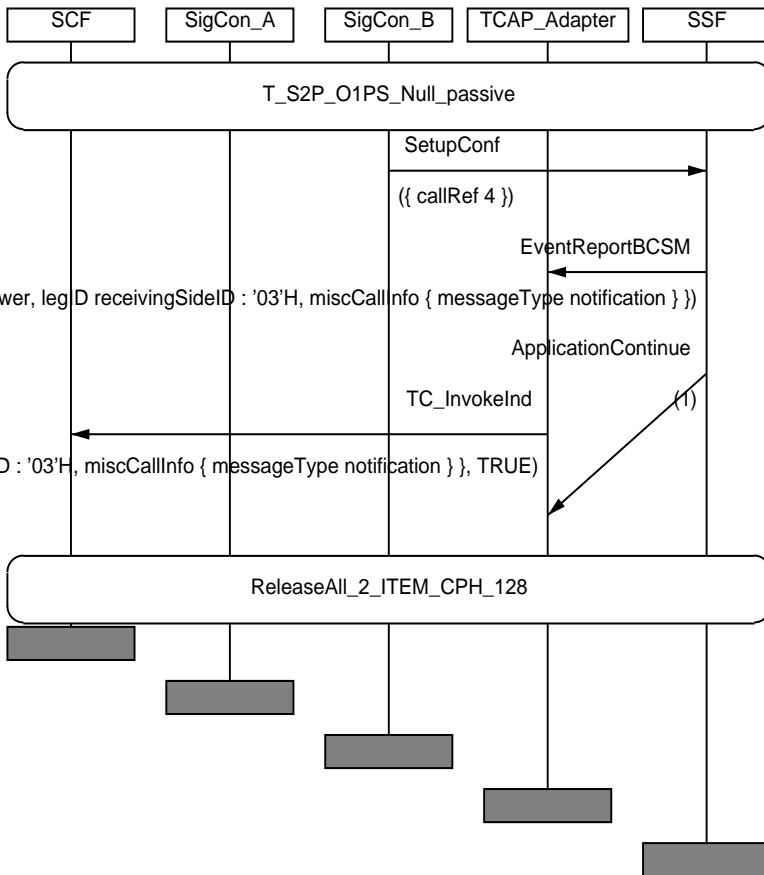 SCF SigCon_A SigCon_B TCAP_Adapter SSF
T_S2P_O1PS_Null_passive
SetupConf
({ callRef 4 })
EventReportBCSM
wer, legID receivingSideID : '03'H, miscCallInfo { messageType notification } })
ApplicationContinue
(1)
TC_InvokeInd
D : '03'H, miscCallInfo { messageType notification } }, TRUE)
ReleaseAll_2_ITEM_CPH_128